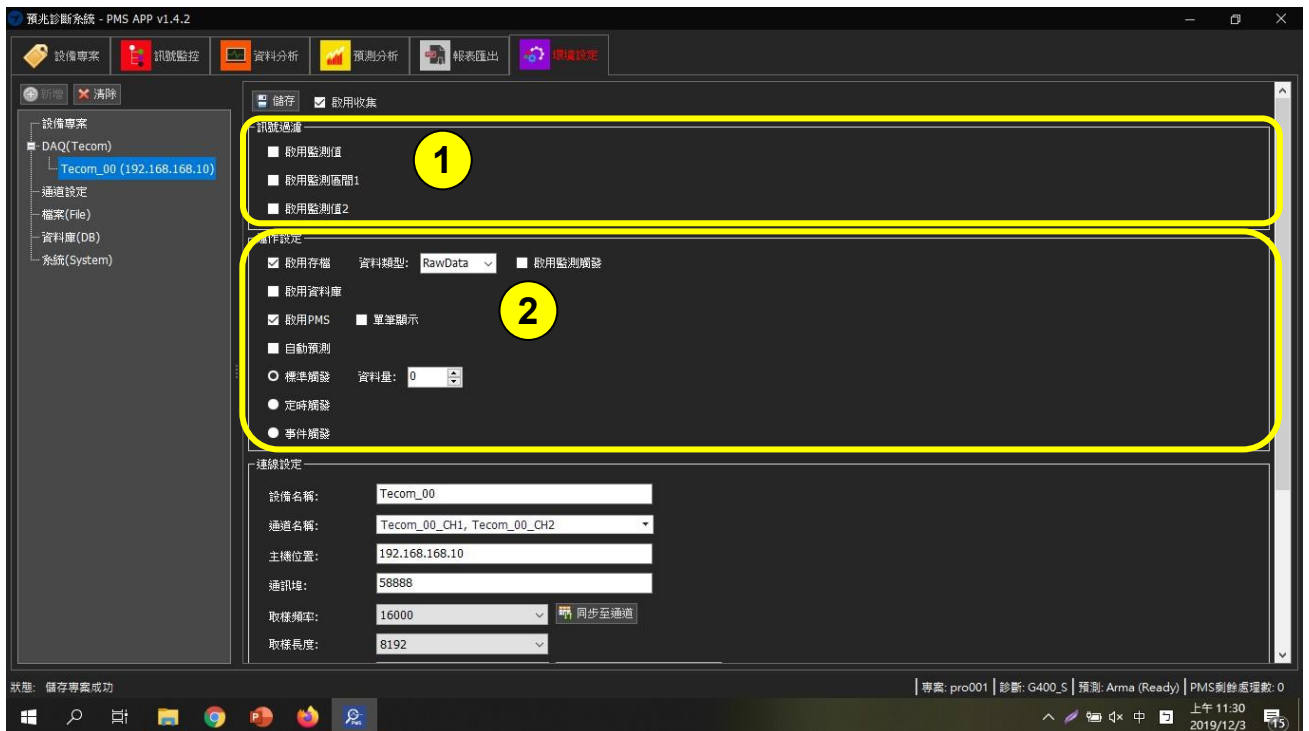 預兆診斷系統 - PMS APP v1.4.2
設備專案 訊號監控 資料分析 預測分析 報表匯出 環境設定
新增 清除
設備專案
DAQ(Tecom)
Tecom_00 (192.168.168.10)
通道設定
檔案(File)
資料庫(DB)
系統(System)
儲存 啟用收集
訊號過濾
啟用監測值
啟用監測區間1
啟用監測值2
1
運作設定
啟用存檔 資料類型: RawData 啟用監測觸發
啟用資料庫
啟用PMS 單筆顯示
自動預測
標準觸發 資料量: 0
定時觸發
事件觸發
2
連線設定
設備名稱: Tecom_00
通道名稱: Tecom_00_CH1, Tecom_00_CH2
主機位置: 192.168.168.10
通訊埠: 58888
取樣頻率: 16000 同步至通道
取樣長度: 8192
狀態: 儲存專案成功
專案: pro001 診斷: G400_S 預測: Arma (Ready) PMS剩餘處理數: 0
中 上午 11:30
2019/12/3
15